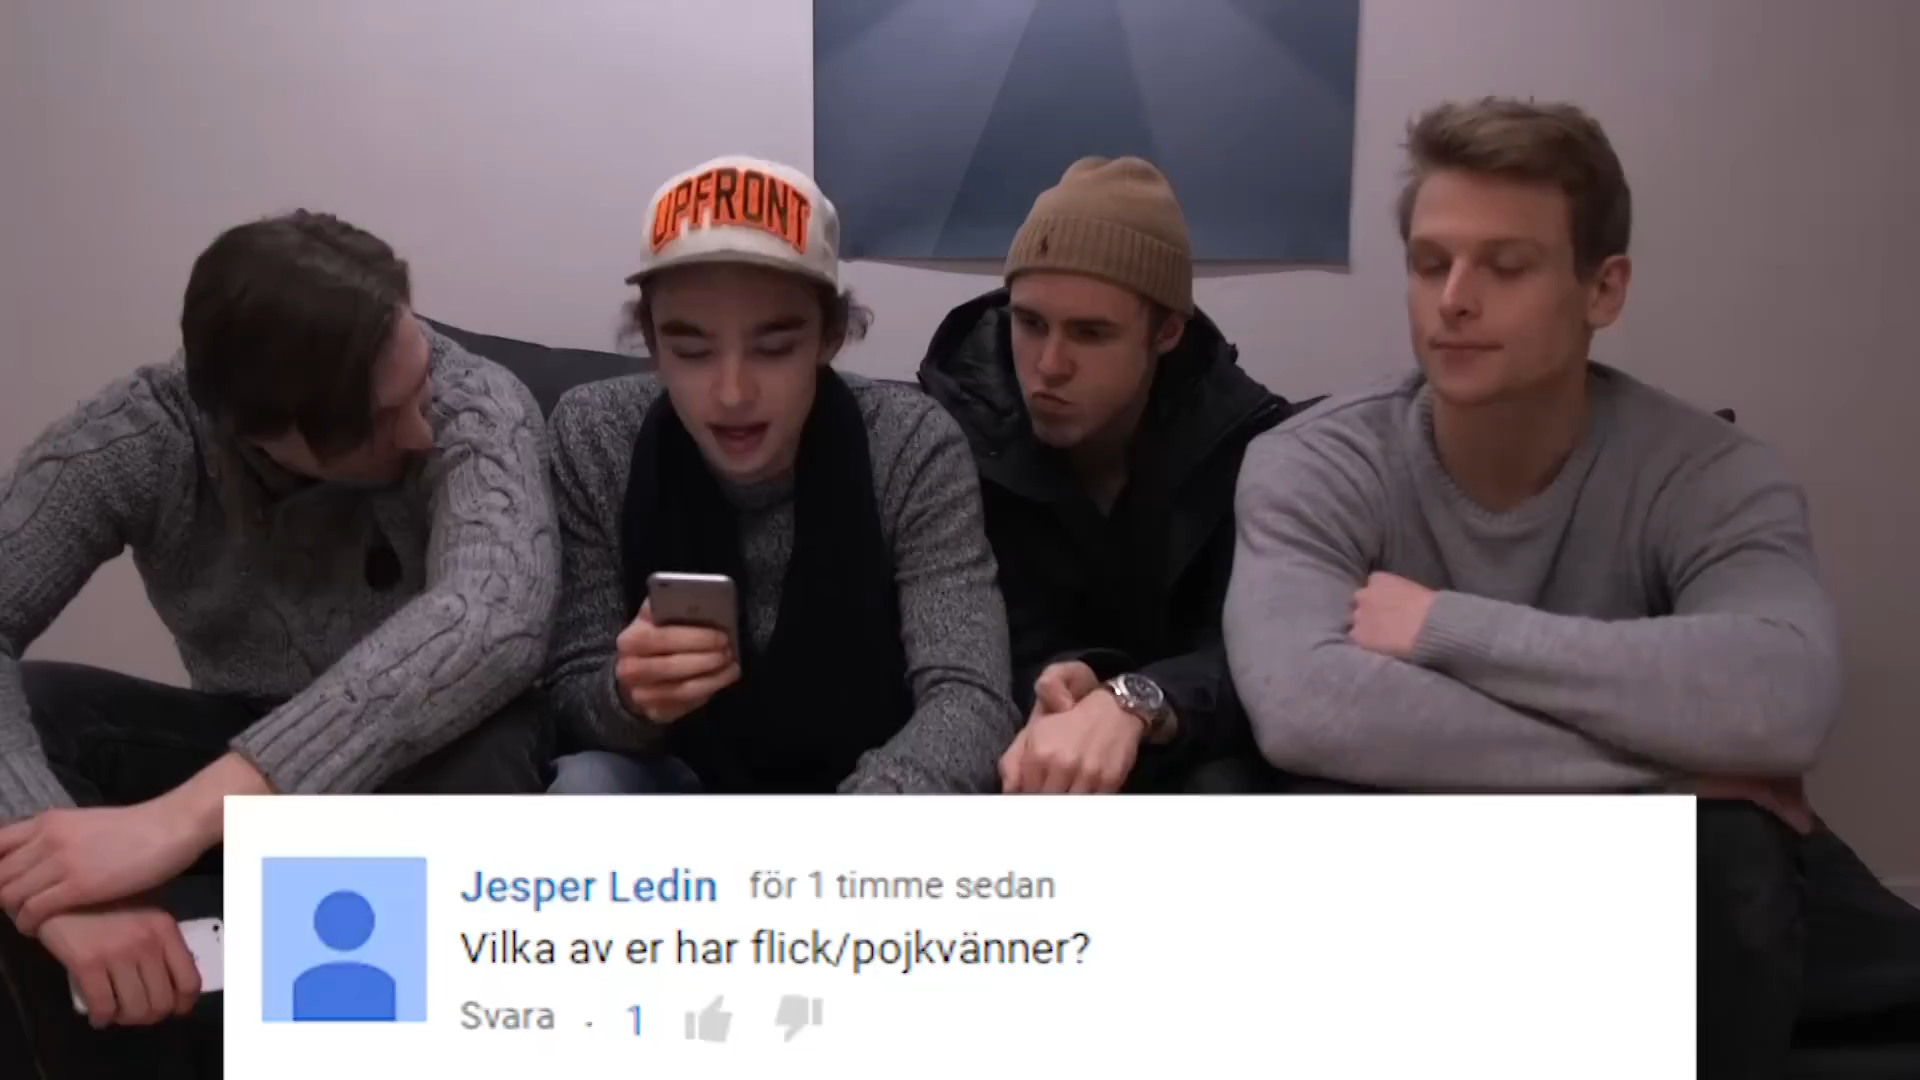 UPFRONT
Jesper Ledin för 1 timme sedan
Vilka av er har flick/pojkvänner?
Svara . 1